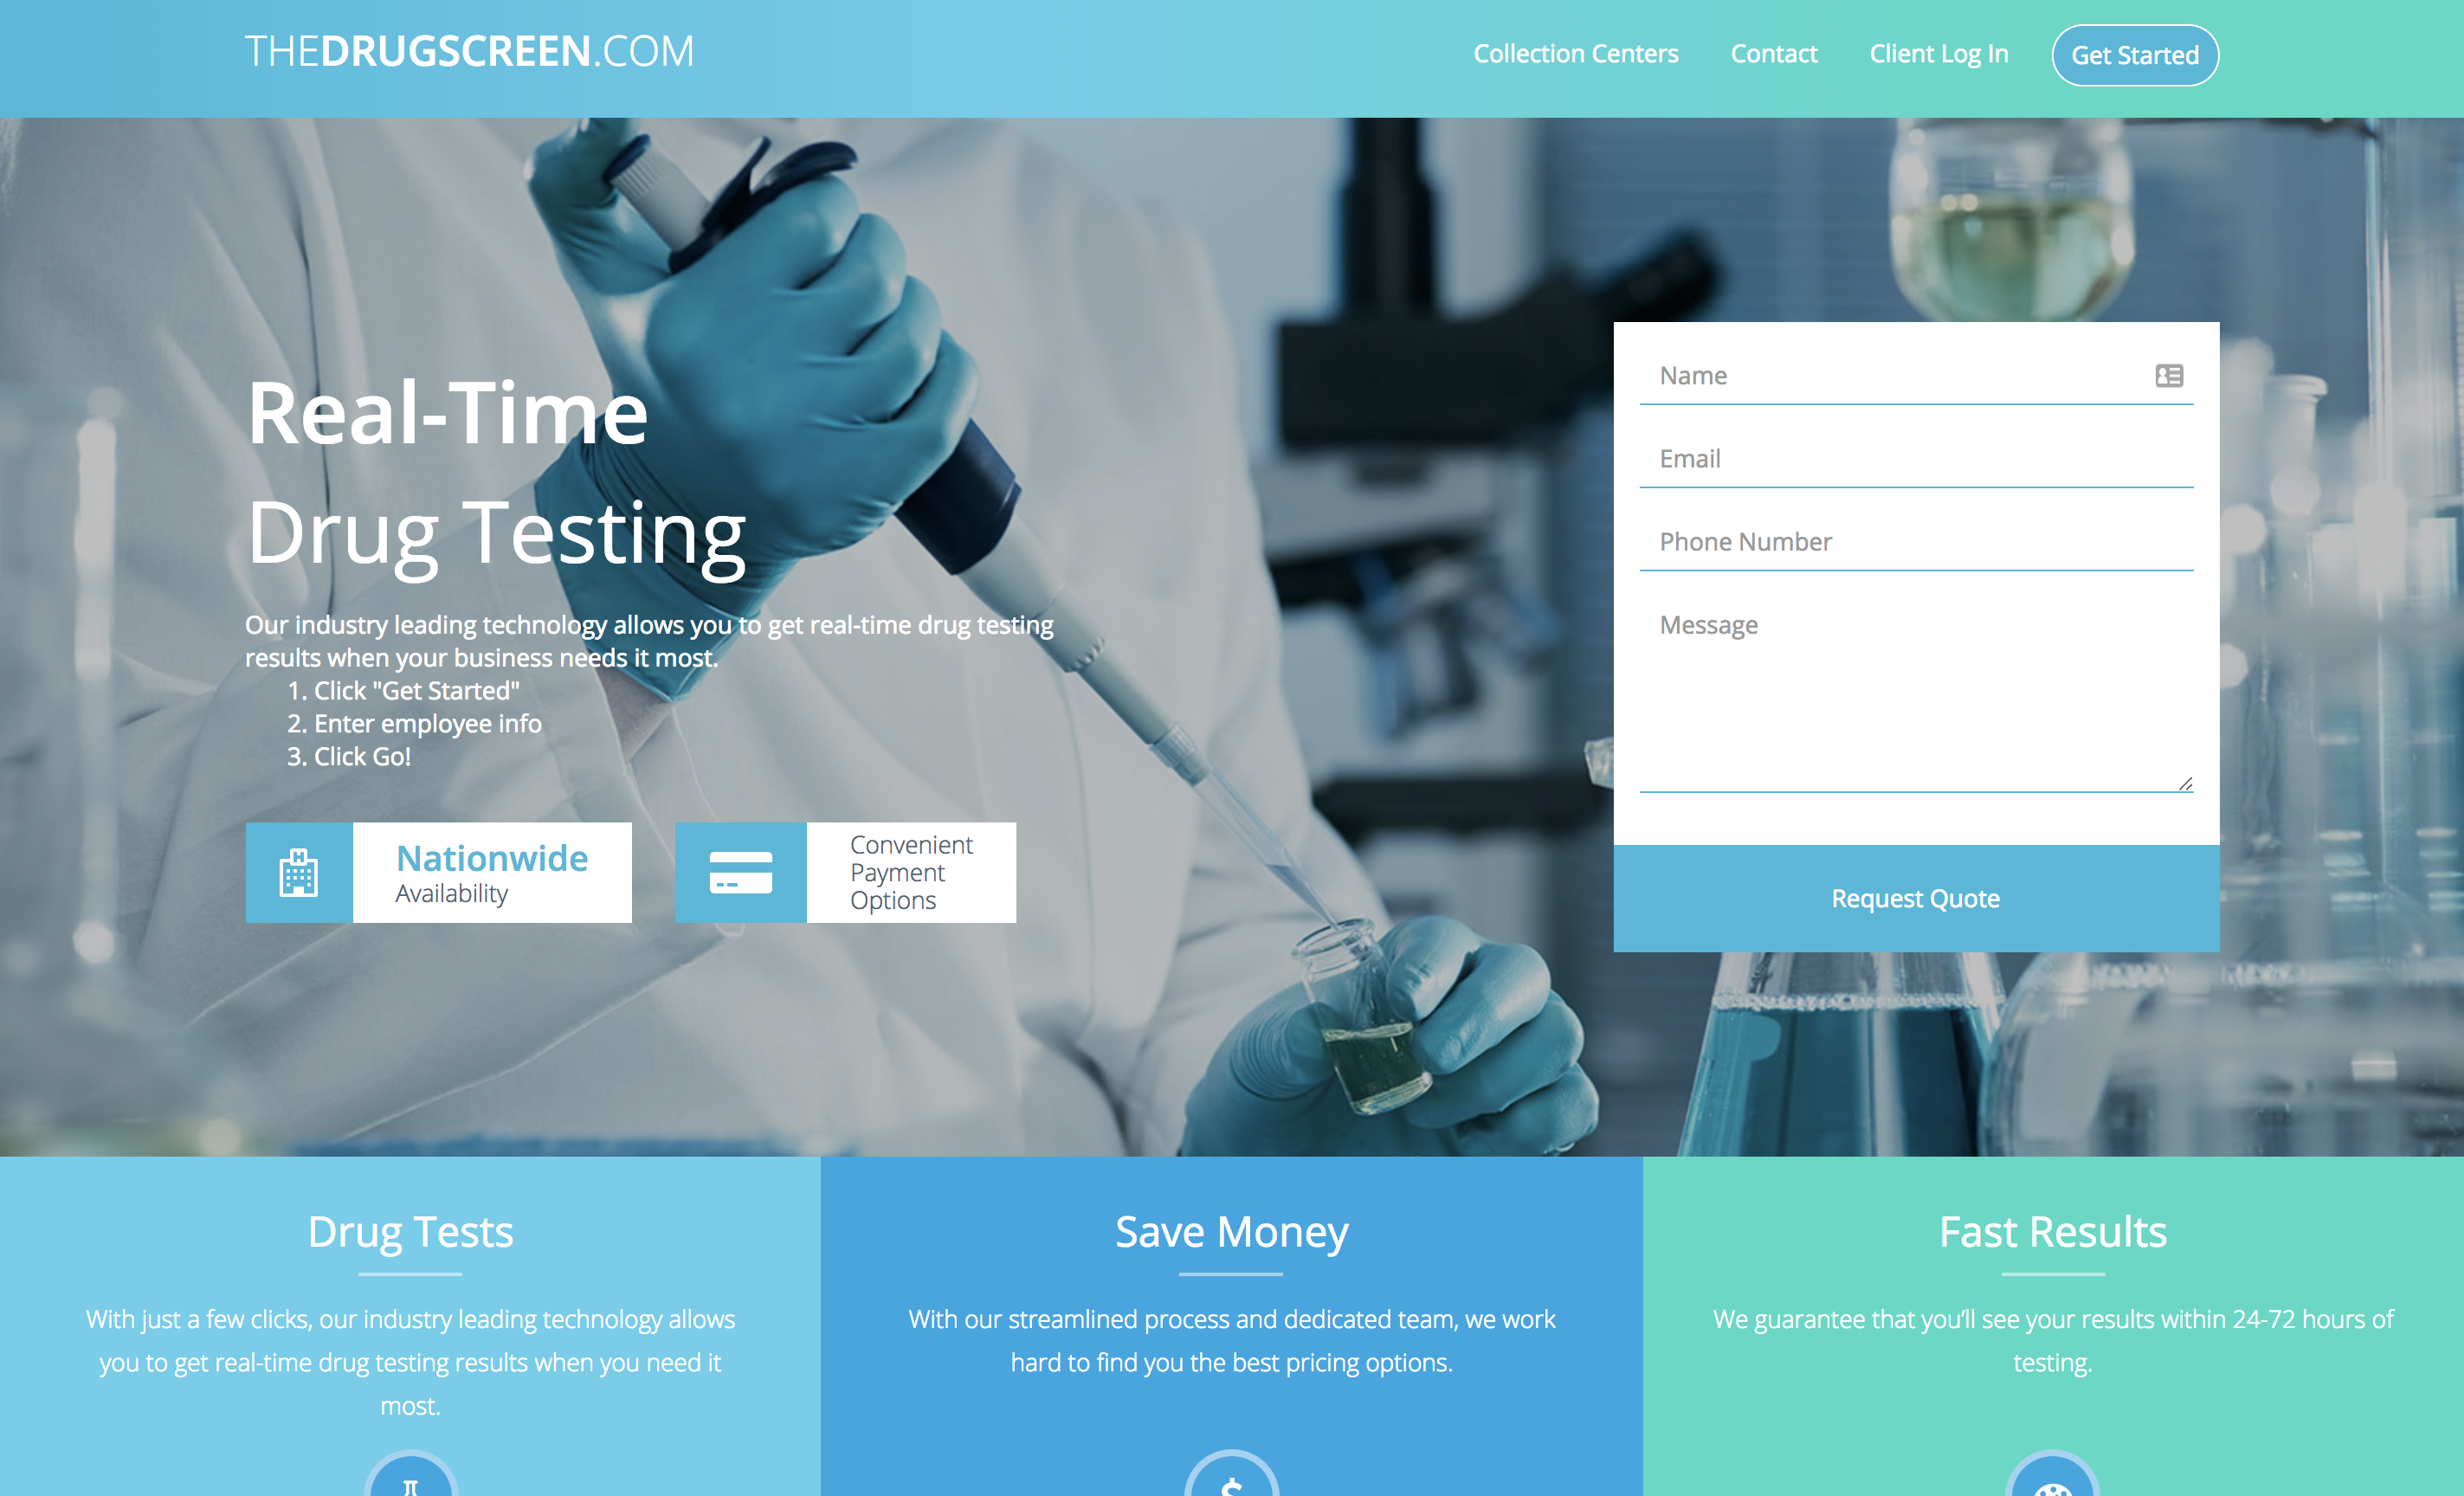 THEDRUGSCREEN.COM
Collection Centers
Contact
Client Log In
Get Started
Real-Time
Drug Testing
Our industry leading technology allows you to get real-time drug testing
results when your business needs it most.
1. Click "Get Started"
2. Enter employee info
3. Click Go!
Nationwide
Availability
Convenient
Payment
Options
Name
Email
Phone Number
Message
Request Quote
Drug Tests
With just a few clicks, our industry leading technology allows
you to get real-time drug testing results when you need it
most.
Save Money
With our streamlined process and dedicated team, we work
hard to find you the best pricing options.
$
Fast Results
We guarantee that you’ll see your results within 24-72 hours of
testing.